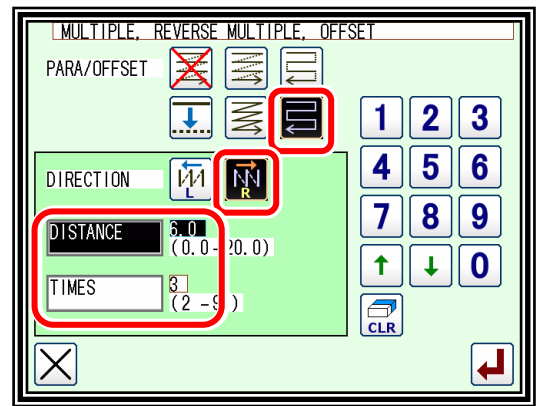 MULTIPLE, REVERSE MULTIPLE, OFFSET
PARA/OFFSET
1 2 3
DIRECTION
L R
4 5 6
DISTANCE 6.0
(0.0-20.0)
7 8 9
0
TIMES 3
(2 -9 )
CLR